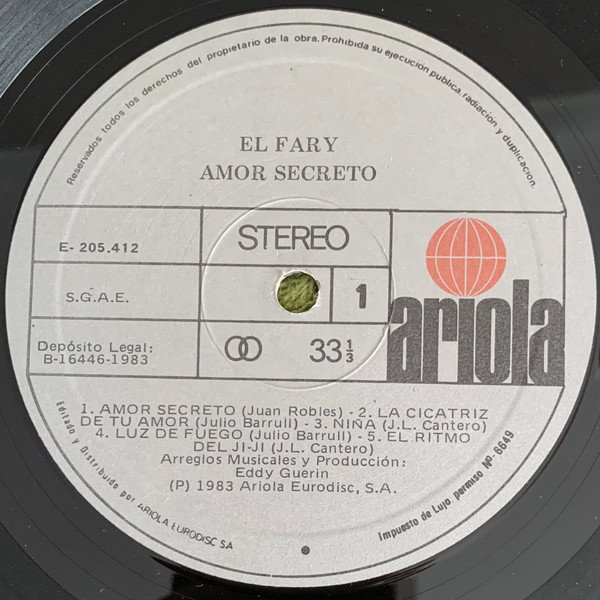 Reservados todos los derechos del propietario de la obra. Prohibida su ejecución pública, radiación y duplicación.
EL FARY
AMOR SECRETO
E- 205.412
STEREO
S.G.A.E.
1
ariola
Depósito Legal:
B-16446-1983
33 1/3
1. AMOR SECRETO (Juan Robles) - 2. LA CICATRIZ
DE TU AMOR (Julio Barrull) - 3. NIÑA (J.L. Cantero)
4. LUZ DE FUEGO (Julio Barrull) - 5. EL RITMO
DEL JI-JI (J.L. Cantero)
Arreglos Musicales y Producción:
Eddy Guerin
(P) 1983 Ariola Eurodisc, S.A.
Editado y Distribuido por ARIOLA EURODISC SA
Impuesto de Lujo, permiso Nº 6649